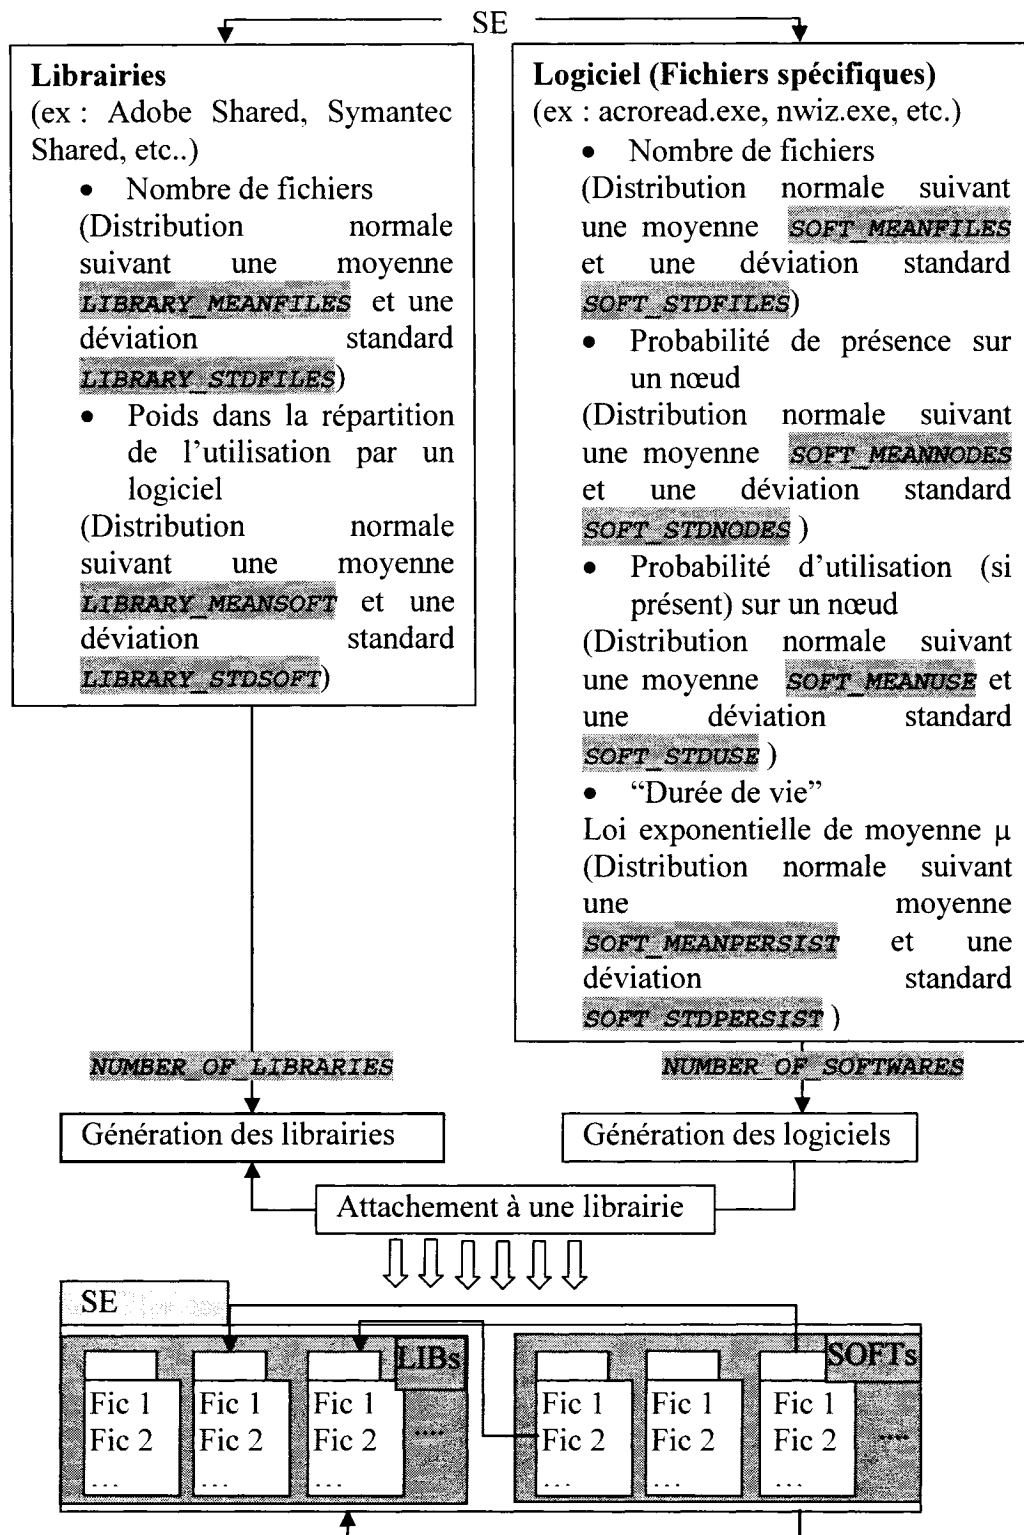 SE
Librairies
(ex : Adobe Shared, Symantec
Shared, etc..)
• Nombre de fichiers
(Distribution normale
suivant une moyenne
LIBRARY_MEANFILES et une
déviation standard
LIBRARY_STDFILES)
• Poids dans la répartition
de l'utilisation par un
logiciel
(Distribution normale
suivant une moyenne
LIBRARY_MEANSOFT et une
déviation standard
LIBRARY_STDSOFT)
Logiciel (Fichiers spécifiques)
(ex : acroread.exe, nwiz.exe, etc.)
• Nombre de fichiers
(Distribution normale suivant
une moyenne SOFT_MEANFILES
et une déviation standard
SOFT_STDFILES)
• Probabilité de présence sur
un nœud
(Distribution normale suivant
une moyenne SOFT_MEANNODES
et une déviation standard
SOFT_STDNODES )
• Probabilité d'utilisation (si
présent) sur un nœud
(Distribution normale suivant
une moyenne SOFT_MEANUSE et
une déviation standard
SOFT_STDUSE )
• “Durée de vie”
Loi exponentielle de moyenne μ
(Distribution normale suivant
une moyenne
SOFT_MEANPERSIST et une
déviation standard
SOFT_STDPERSIST )
NUMBER_OF_LIBRARIES
NUMBER_OF_SOFTWARES
Génération des librairies
Génération des logiciels
Attachement à une librairie
SE
LIBs
Fic 1
Fic 2
...
Fic 1
Fic 2
...
Fic 1
Fic 2
...
....
SOFTs
Fic 1
Fic 2
...
Fic 1
Fic 2
...
Fic 1
Fic 2
...
....